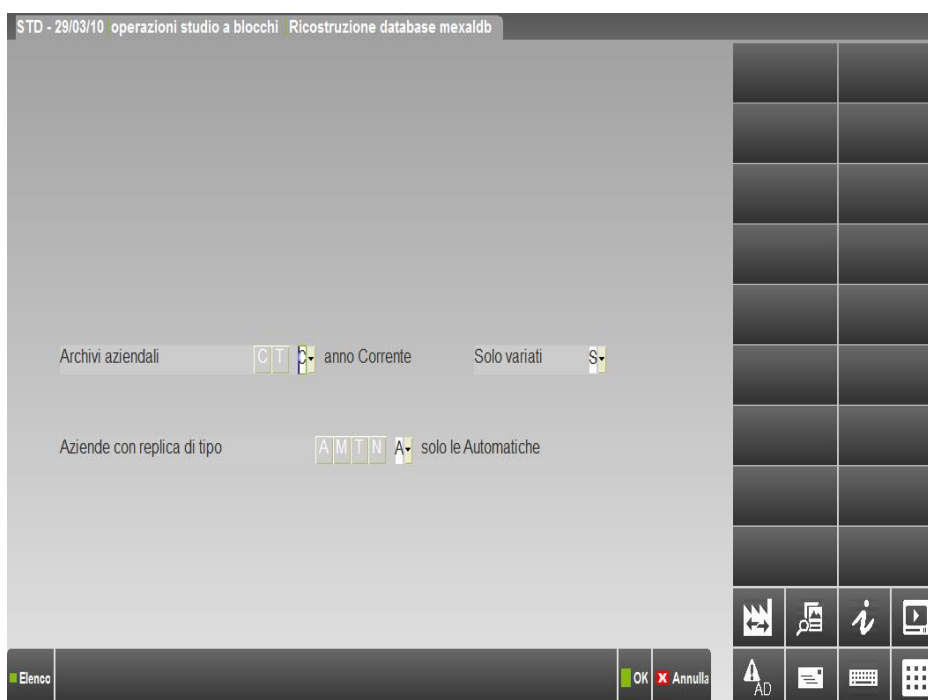 STD - 29/03/10 operazioni studio a blocchi Ricostruzione database mexaldb
Archivi aziendali C T C anno Corrente Solo variati S
Aziende con replica di tipo A M T N A solo le Automatiche
i
AD
Elenco OK X Annulla